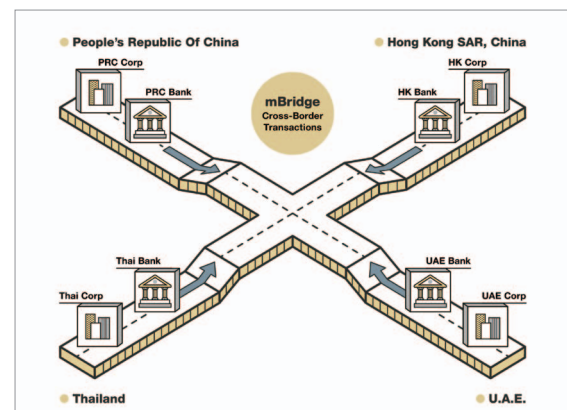 People's Republic Of China
Hong Kong SAR, China
PRC Corp
HK Corp
PRC Bank
HK Bank
mBridge
Cross-Border
Transactions
Thai Bank
UAE Bank
Thai Corp
UAE Corp
Thailand
U.A.E.